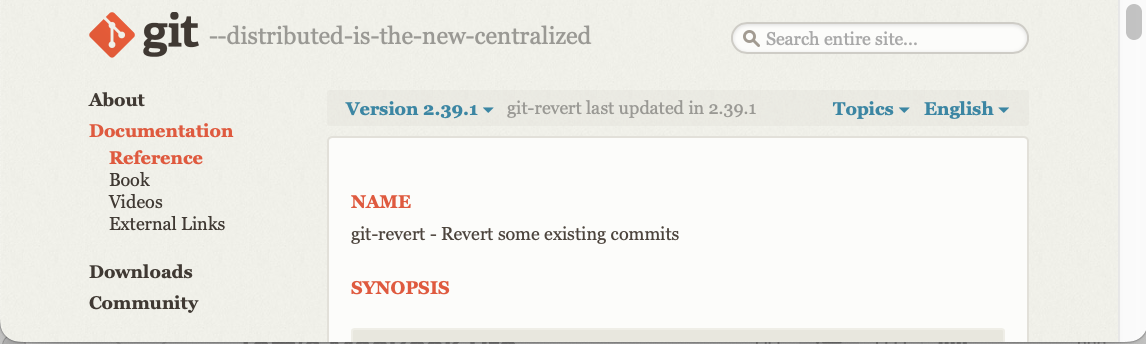 git --distributed-is-the-new-centralized
Search entire site...
About
Documentation
Reference
Book
Videos
External Links
Downloads
Community
Version 2.39.1 git-revert last updated in 2.39.1
Topics English
NAME
git-revert - Revert some existing commits
SYNOPSIS